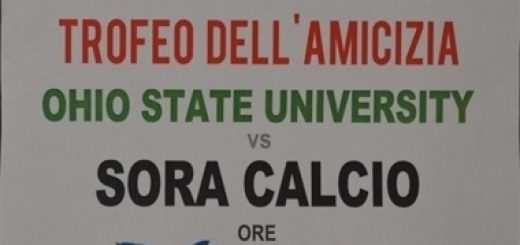 TROFEO DELL'AMICIZIA
OHIO STATE UNIVERSITY
VS
SORA CALCIO
ORE